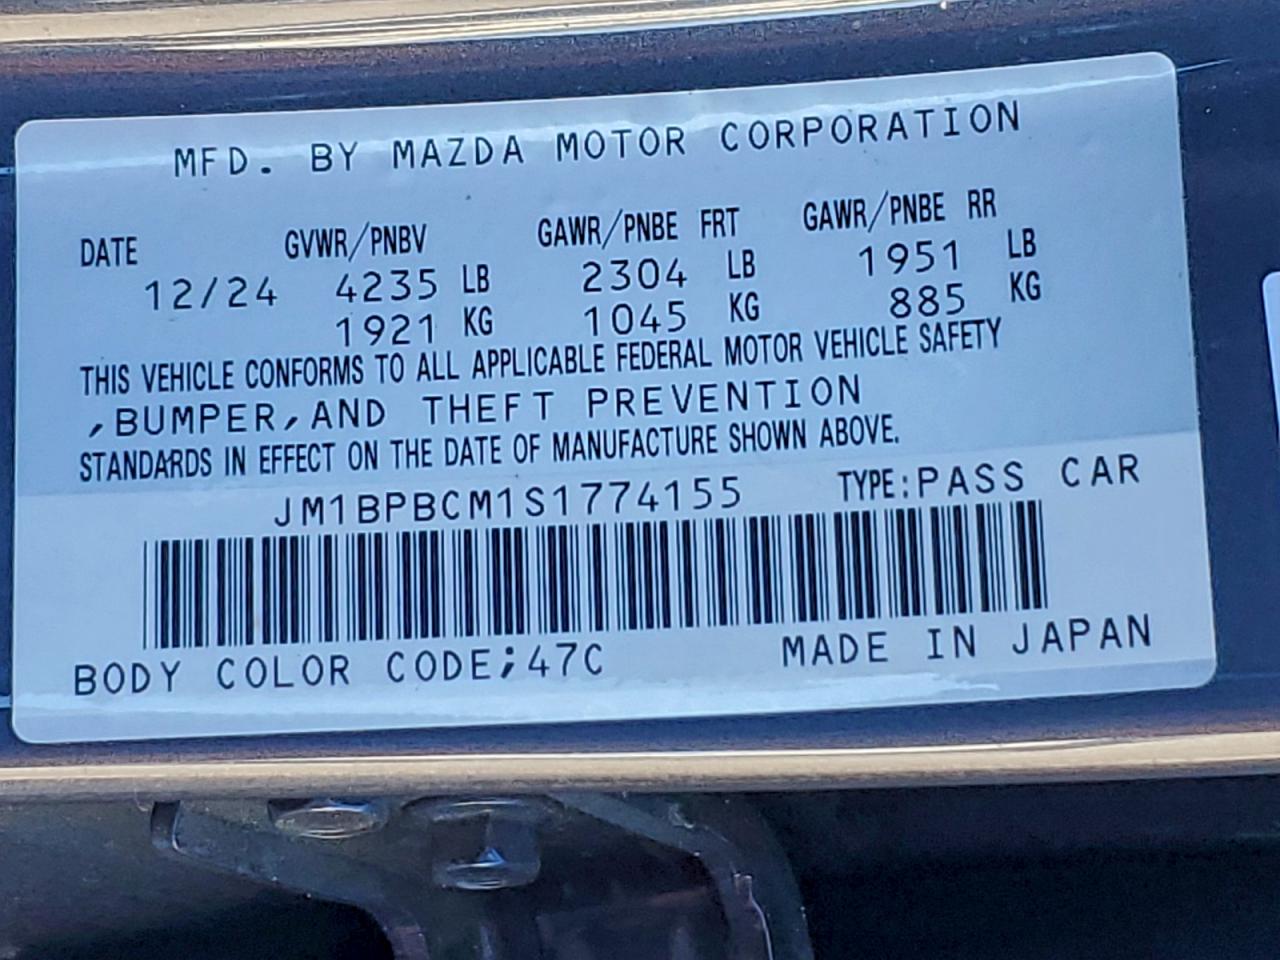 MFD. BY MAZDA MOTOR CORPORATION
DATE GVWR/PNBV GAWR/PNBE FRT GAWR/PNBE RR
12/24 4235 LB 2304 LB 1951 LB
1921 KG 1045 KG 885 KG
THIS VEHICLE CONFORMS TO ALL APPLICABLE FEDERAL MOTOR VEHICLE SAFETY
,BUMPER,AND THEFT PREVENTION
STANDARDS IN EFFECT ON THE DATE OF MANUFACTURE SHOWN ABOVE.
JM1BPBCM1S1774155 TYPE:PASS CAR
BODY COLOR CODE;47C MADE IN JAPAN